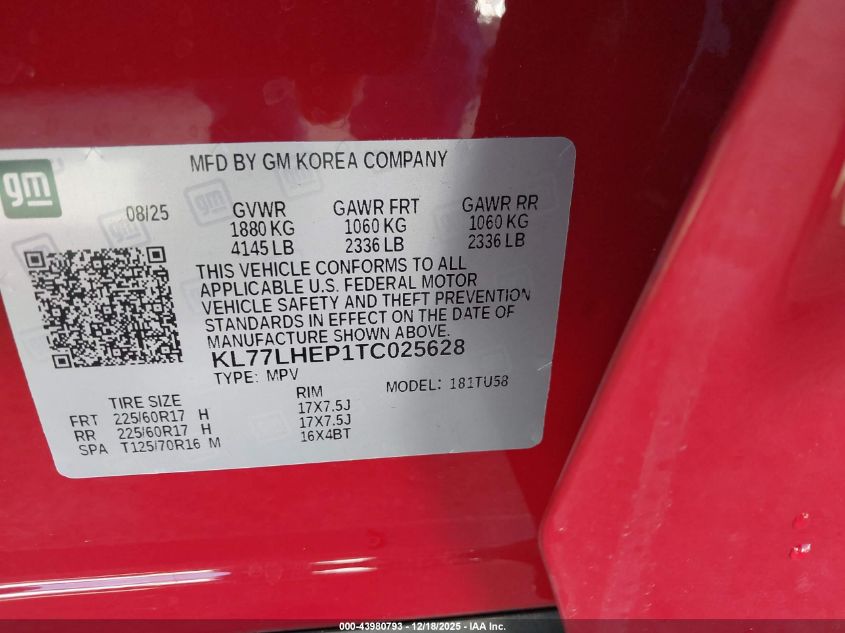 MFD BY GM KOREA COMPANY
gm
08/25
GVWR GAWR FRT GAWR RR
1880 KG 1060 KG 1060 KG
4145 LB 2336 LB 2336 LB
THIS VEHICLE CONFORMS TO ALL
APPLICABLE U.S. FEDERAL MOTOR
VEHICLE SAFETY AND THEFT PREVENTION
STANDARDS IN EFFECT ON THE DATE OF
MANUFACTURE SHOWN ABOVE.
KL77LHEP1TC025628
TYPE: MPV MODEL: 181TU58
TIRE SIZE RIM
FRT 225/60R17 H 17X7.5J
RR 225/60R17 H 17X7.5J
SPA T125/70R16 M 16X4BT
000-43980793 – 12/18/2025 – IAA Inc.